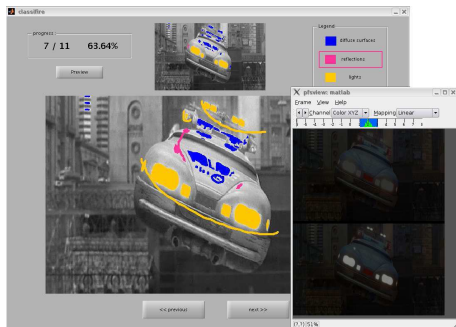 classifire
progress
7 / 11 63.64%
Preview
Legend
diffuse surfaces
reflections
lights
<< previous
next >>
pfsview: matlab
Frame View Help
Channel Color XYZ Mapping Linear